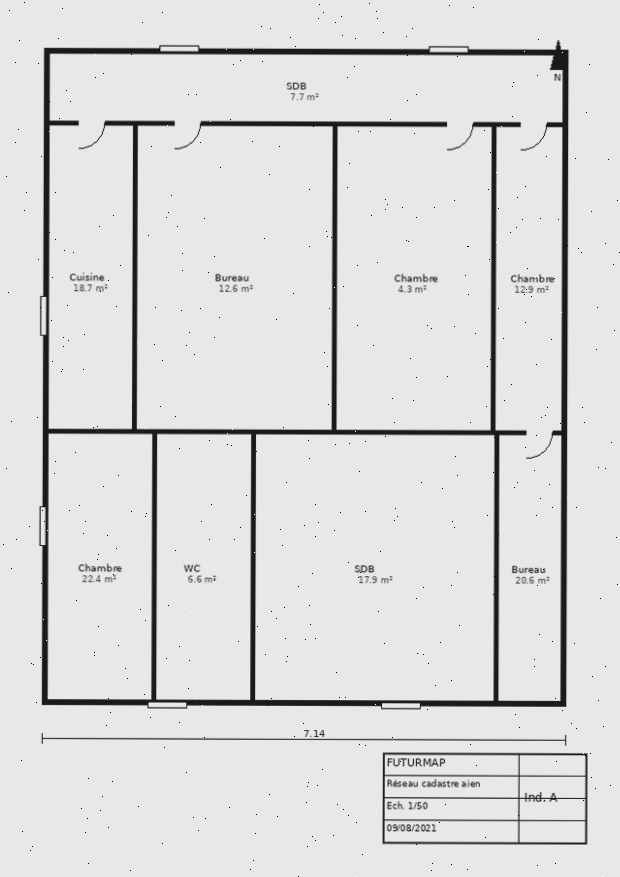 N
SDB
7.7 m²
Cuisine
18.7 m²
Bureau
12.6 m²
Chambre
4.3 m²
Chambre
12.9 m²
Chambre
22.4 m²
WC
6.6 m²
SDB
17.9 m²
Bureau
20.6 m²
7.14
FUTURMAP
Réseau cadastre aien
Ind. A
Ech. 1/50
09/08/2021